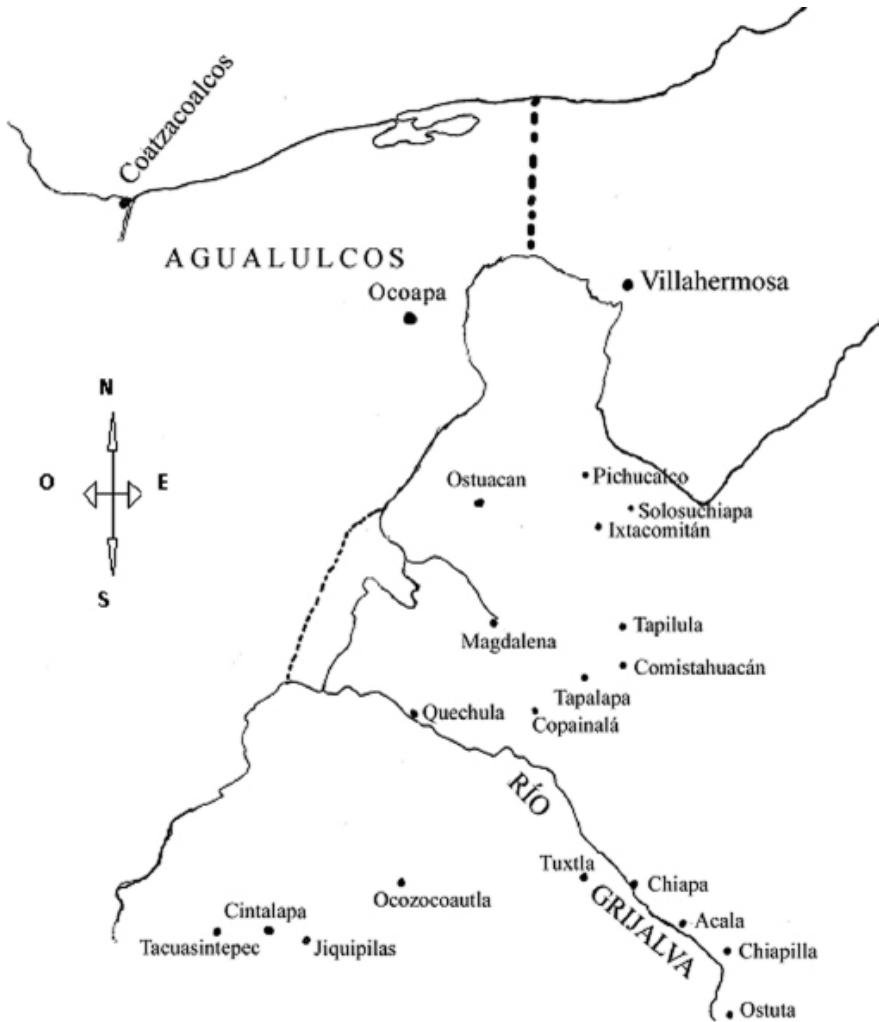 Coatzacoalcos
AGUALULCOS
Villahermosa
Ocoapa
N
O
E
S
Pichucalco
Ostuacan
Solosuchiapa
Ixtacomitán
Magdalena
Tapilula
Comistahuacán
Tapalapa
Quechula
Copainalá
RÍO
Tuxtla
Chiapa
Ocozocoautla
GRIJALVA
Cintalapa
Acala
Tacuasintepec
Jiquipilas
Chiapilla
Ostuta